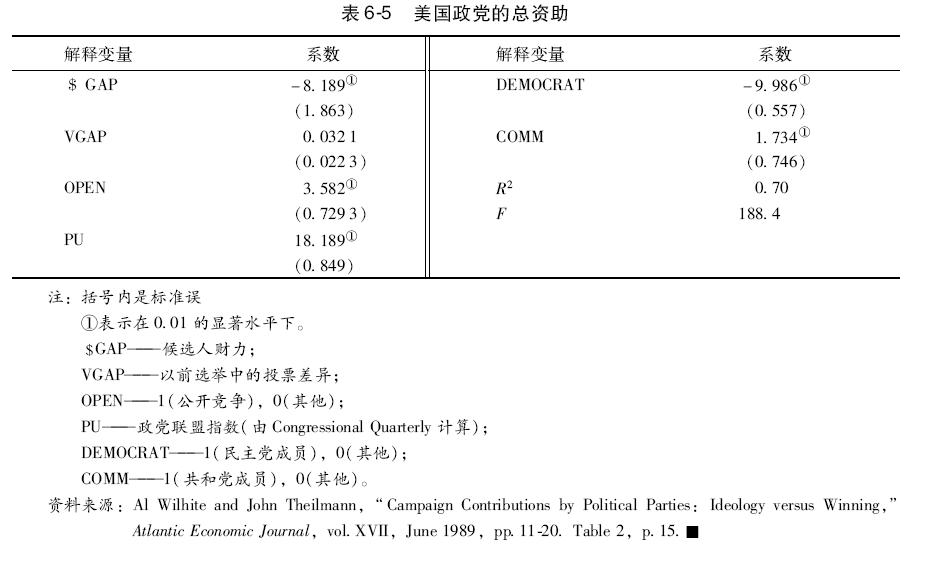 表 6-5 美国政党的总资助
解释变量 系数 解释变量 系数
$ GAP -8.189① DEMOCRAT -9.986①
(1.863) (0.557)
VGAP 0.032 1 COMM 1.734①
(0.022 3) (0.746)
OPEN 3.582① R² 0.70
(0.729 3) F 188.4
PU 18.189①
(0.849)
注：括号内是标准误
①表示在 0.01 的显著水平下。
$GAP——候选人财力；
VGAP——以前选举中的投票差异；
OPEN——1(公开竞争)，0(其他)；
PU——政党联盟指数(由 Congressional Quarterly 计算)；
DEMOCRAT——1(民主党成员)，0(其他)；
COMM——1(共和党成员)，0(其他)。
资料来源：Al Wilhite and John Theilmann, “Campaign Contributions by Political Parties: Ideology versus Winning,”
Atlantic Economic Journal, vol. XVII, June 1989, pp. 11-20. Table 2, p. 15. ■